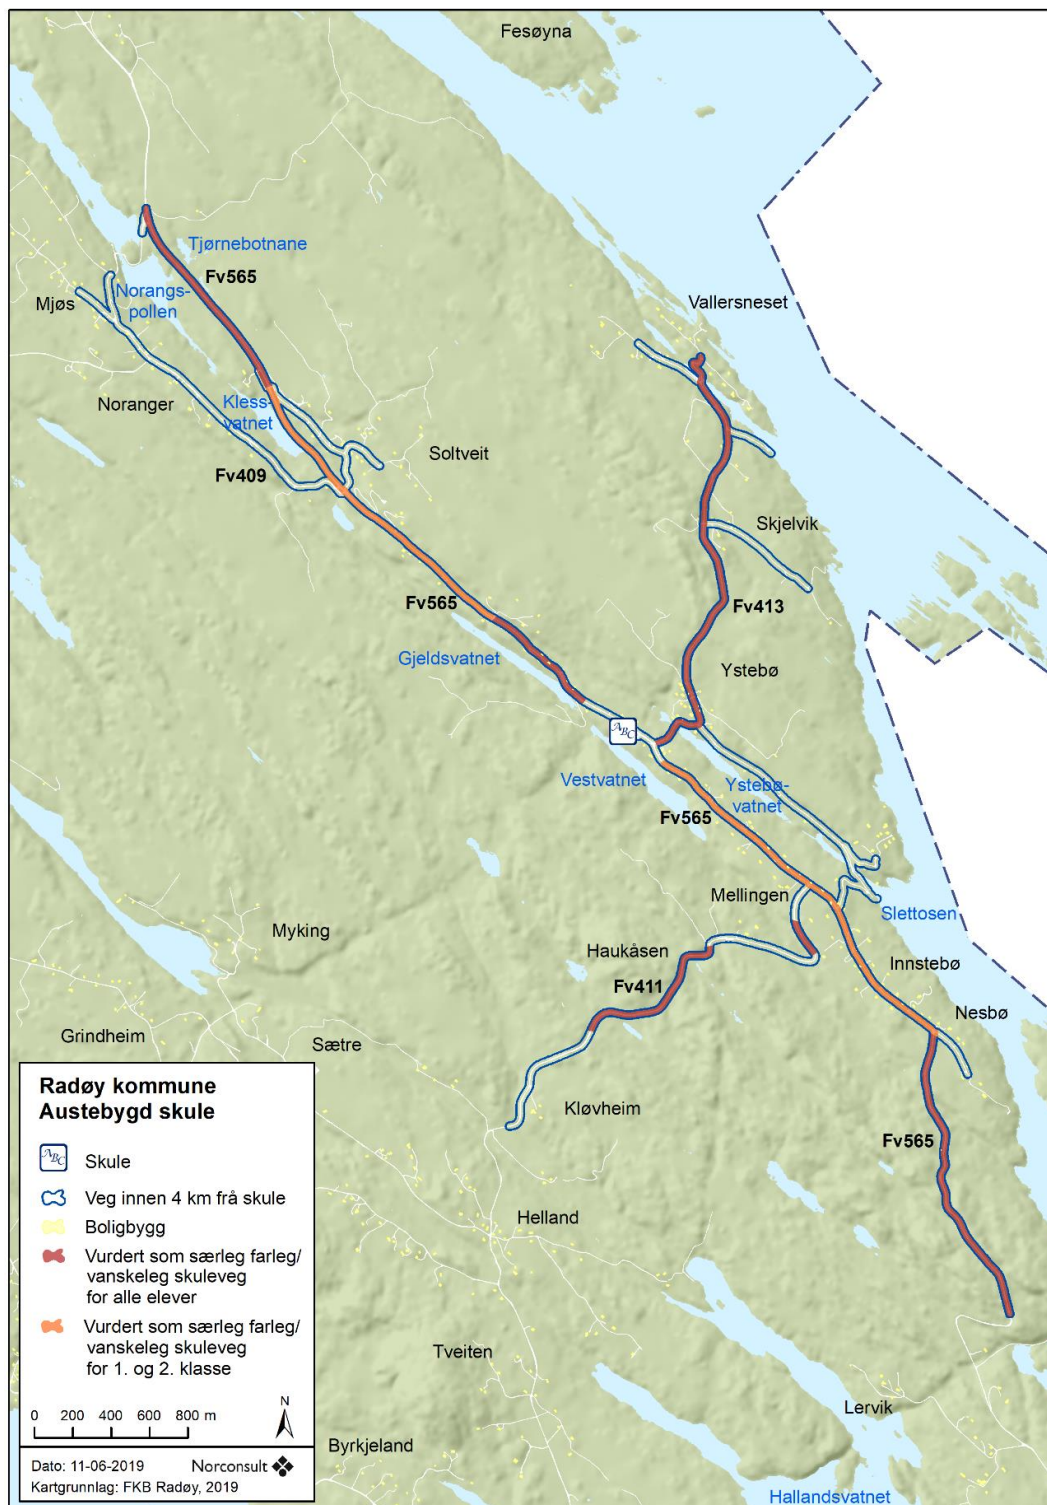 Fesøyna
Tjørnebotnane
Fv565
Norangs-
pollen
Mjøs
Vallersneset
Noranger
Kless-
vatnet
Soltveit
Fv409
Skjelvik
Fv565
Fv413
Gjeldsvatnet
Ystebø
ABC
Vestvatnet
Ystebø-
vatnet
Fv565
Mellingen
Slettosen
Myking
Haukåsen
Innstebø
Fv411
Nesbø
Grindheim
Sætre
Kløvheim
Fv565
Helland
Tveiten
Lervik
Byrkjeland
Hallandsvatnet
Radøy kommune
Austebygd skule
ABC
Skule
Veg innen 4 km frå skule
Boligbygg
Vurdert som særleg farleg/
vanskeleg skuleveg
for alle elever
Vurdert som særleg farleg/
vanskeleg skuleveg
for 1. og 2. klasse
N
0 200 400 600 800 m
Dato: 11-06-2019 Norconsult
Kartgrunnlag: FKB Radøy, 2019